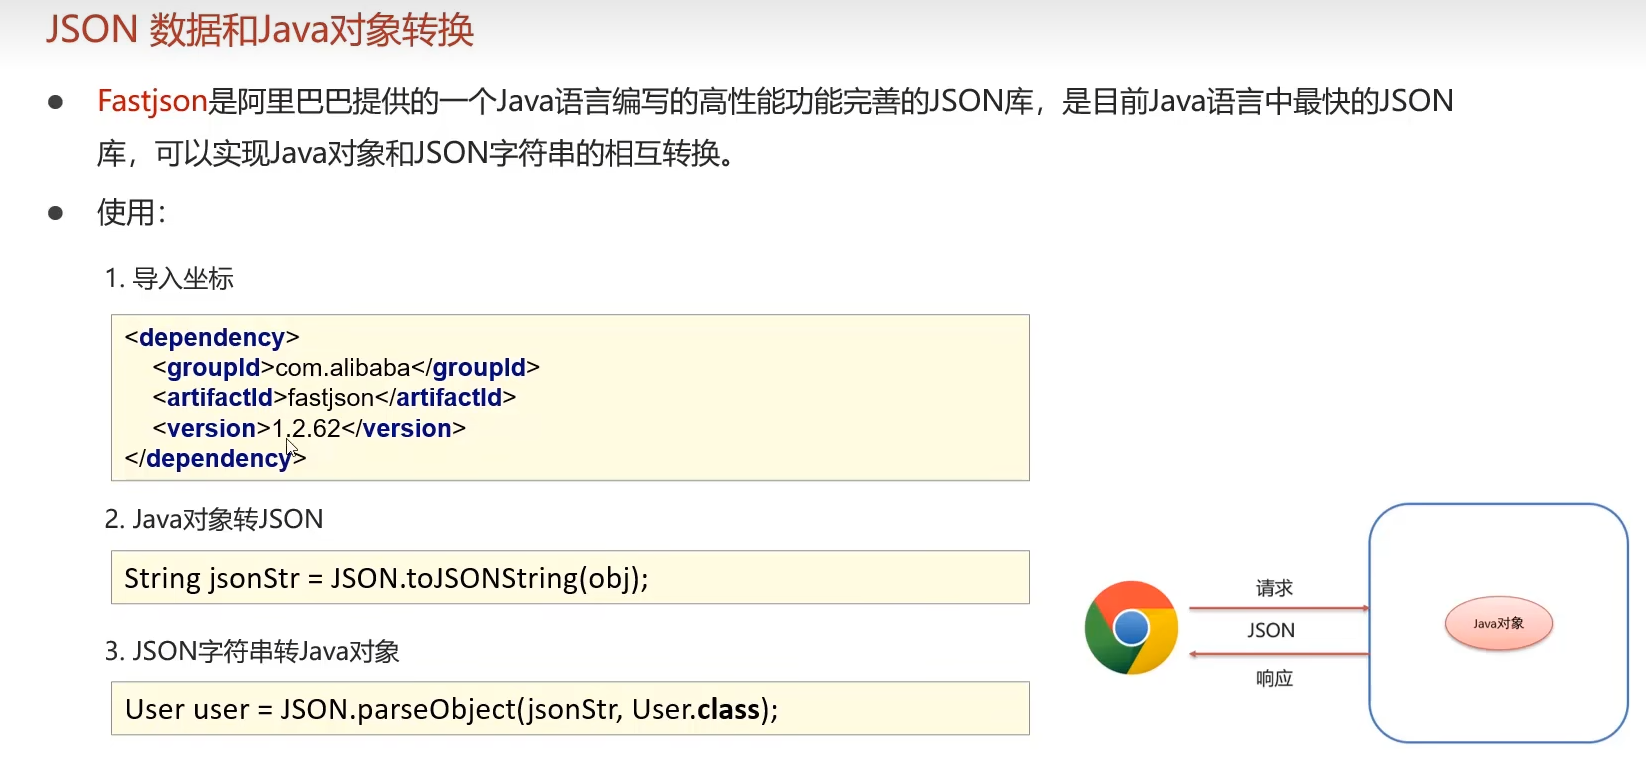 JSON 数据和Java对象转换
● Fastjson是阿里巴巴提供的一个Java语言编写的高性能功能完善的JSON库，是目前Java语言中最快的JSON
库，可以实现Java对象和JSON字符串的相互转换。
● 使用：
1. 导入坐标
<dependency>
<groupId>com.alibaba</groupId>
<artifactId>fastjson</artifactId>
<version>1.2.62</version>
</dependency>
2. Java对象转JSON
String jsonStr = JSON.toJSONString(obj);
3. JSON字符串转Java对象
User user = JSON.parseObject(jsonStr, User.class);
请求
JSON
响应
Java对象